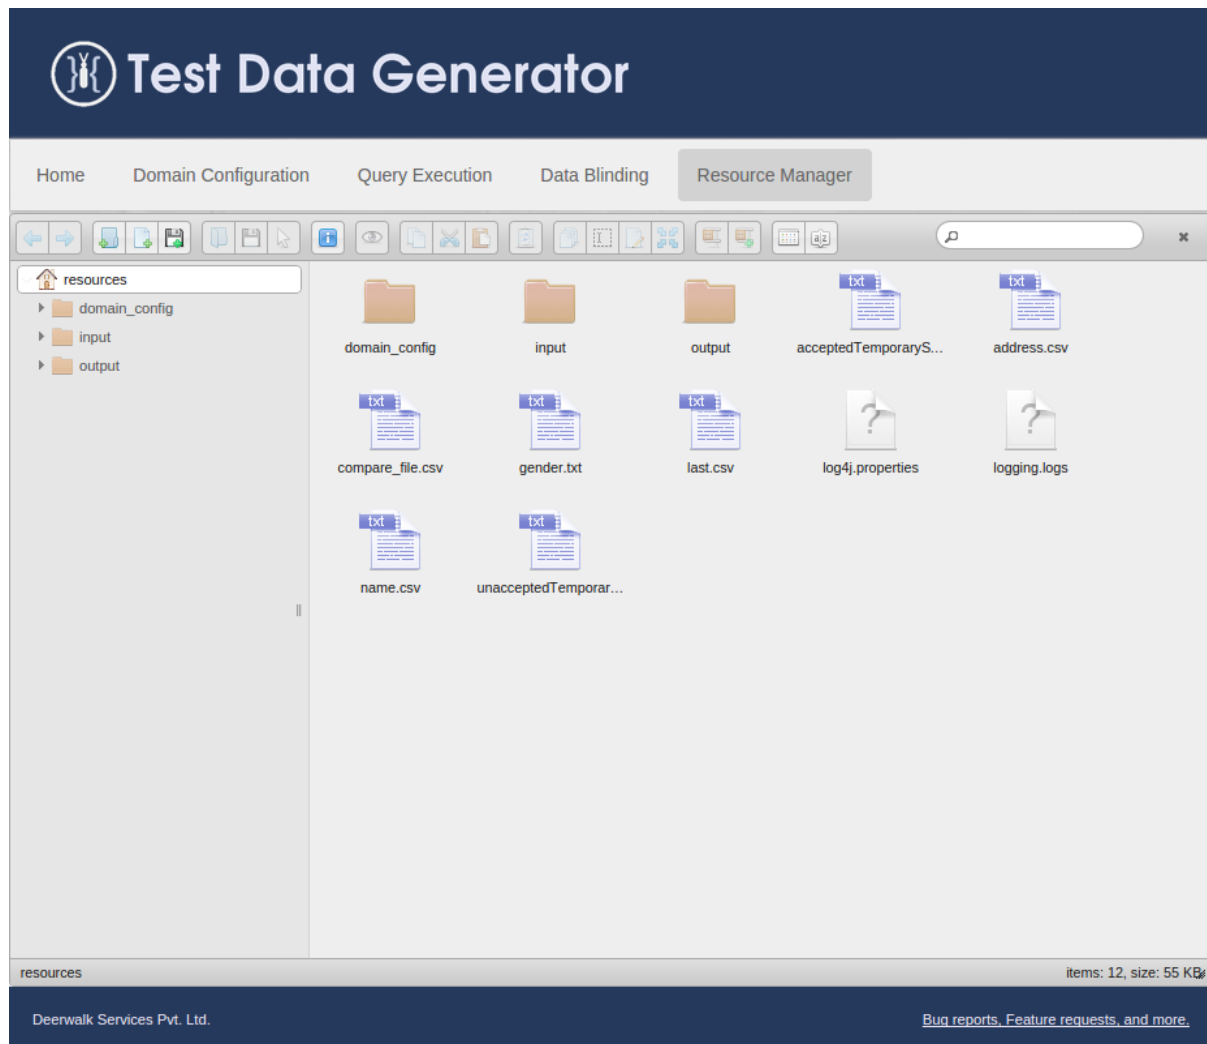 Test Data Generator
Home Domain Configuration Query Execution Data Blinding Resource Manager
resources
domain_config
input
output
domain_config input output acceptedTemporaryS... address.csv
txt txt
compare_file.csv gender.txt last.csv log4j.properties logging.logs
txt txt txt ? ?
name.csv unacceptedTemporar...
txt txt
resources items: 12, size: 55 KB
Deerwalk Services Pvt. Ltd. Bug reports, Feature requests, and more.